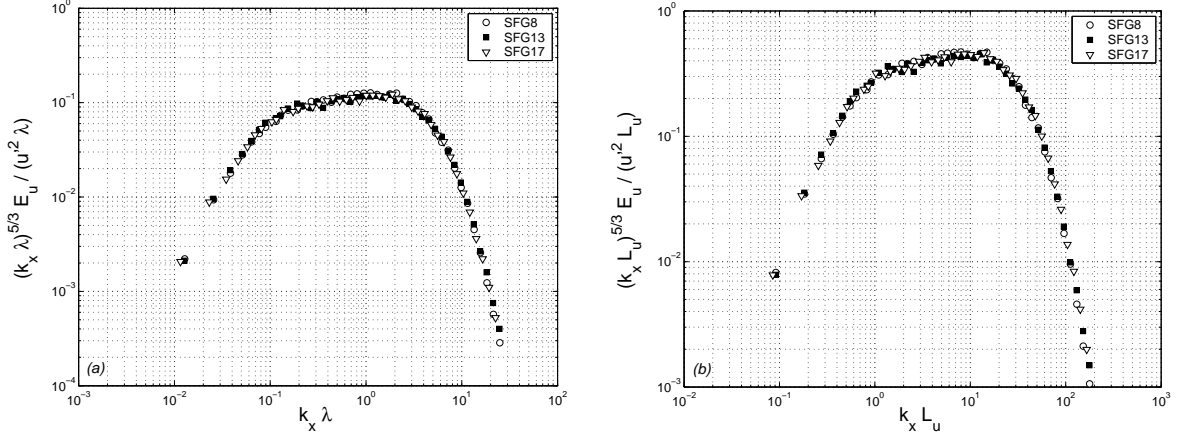 10^0
10^-1
10^-2
10^-3
10^-4
10^-3
10^-2
10^-1
10^0
10^1
10^2
(k_x λ)^5/3 E_u / (u'^2 λ)
k_x λ
(a)
SFG8
SFG13
SFG17
10^0
10^-1
10^-2
10^-3
10^-2
10^-1
10^0
10^1
10^2
10^3
(k_x L_u)^5/3 E_u / (u'^2 L_u)
k_x L_u
(b)
SFG8
SFG13
SFG17